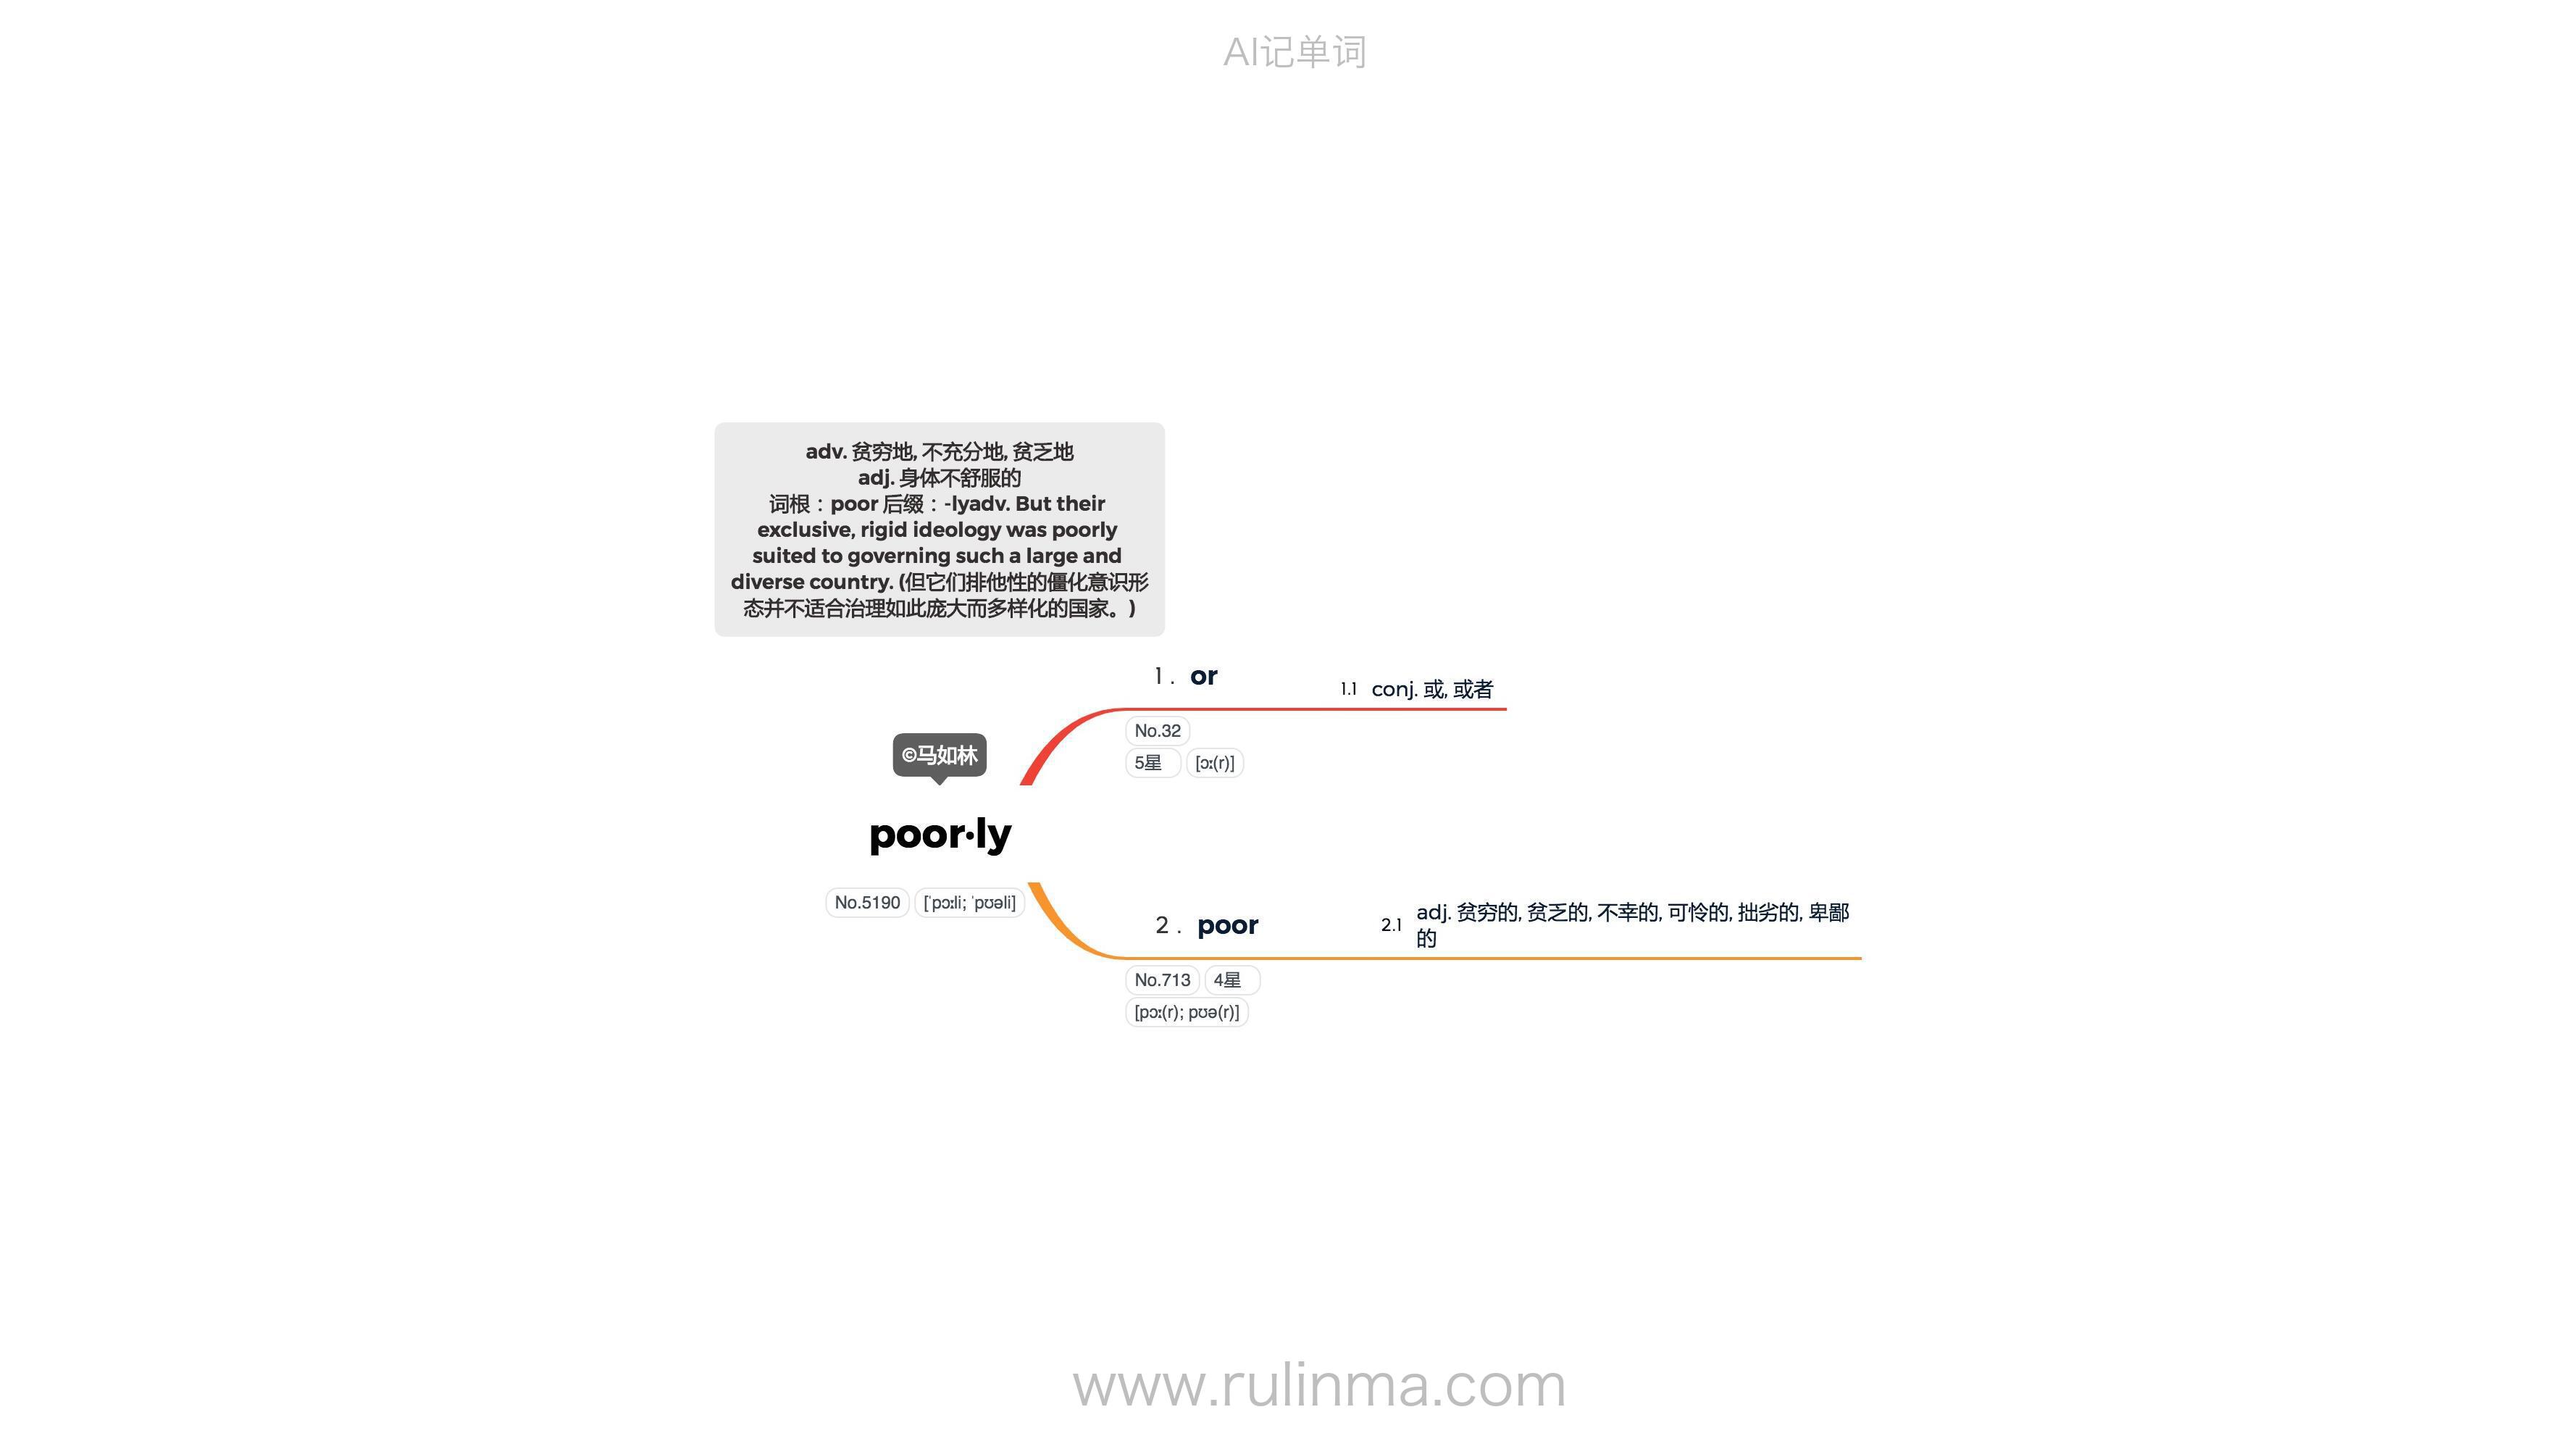 AI记单词
adv. 贫穷地, 不充分地, 贫乏地
adj. 身体不舒服的
词根：poor 后缀：-lyadv. But their
exclusive, rigid ideology was poorly
suited to governing such a large and
diverse country. (但它们排他性的僵化意识形
态并不适合治理如此庞大而多样化的国家。)
1. or
1.1 conj. 或, 或者
No.32
5星 [ɔː(r)]
©马如林
poor·ly
No.5190 [ˈpɔːli; ˈpʊəli]
2. poor
2.1 adj. 贫穷的, 贫乏的, 不幸的, 可怜的, 拙劣的, 卑鄙
的
No.713 4星
[pɔː(r); pʊə(r)]
www.rulinma.com